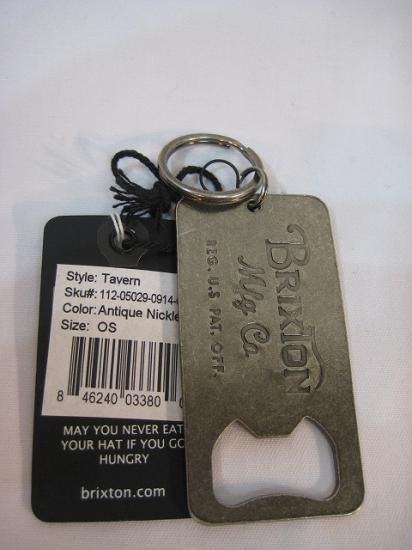 Style: Tavern
Sku#: 112-05029-0914-
Color: Antique Nickle
Size: OS
8 46240 03380
MAY YOU NEVER EAT
YOUR HAT IF YOU GO
HUNGRY
brixton.com
BRIXTON
Mfg Co.
REG. U.S PAT. OFF.